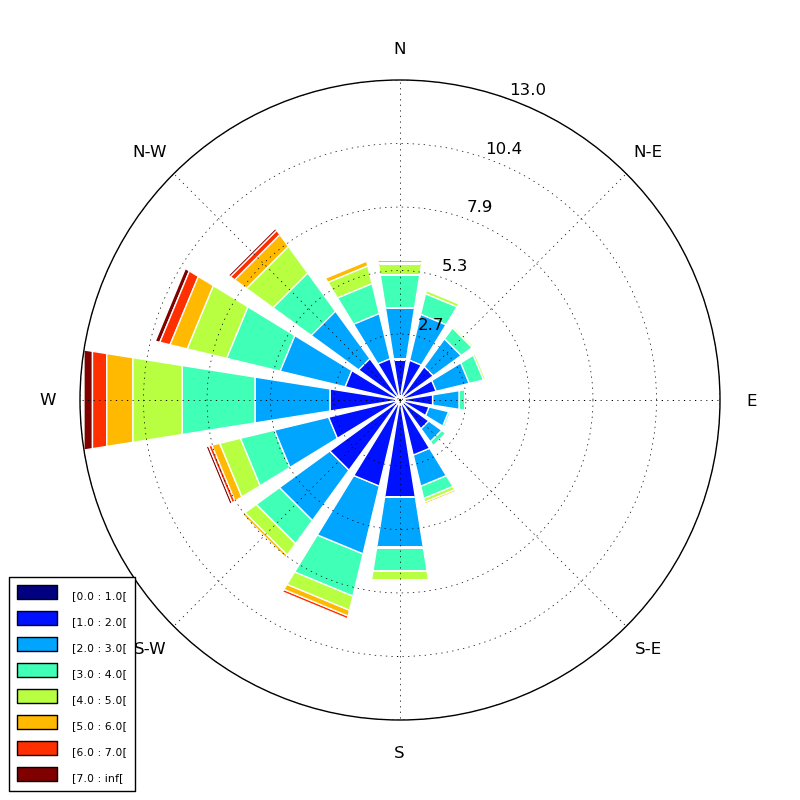 N
13.0
N-W
N-E
10.4
7.9
5.3
2.7
W
E
S-W
S-E
S
[0.0 : 1.0[
[1.0 : 2.0[
[2.0 : 3.0[
[3.0 : 4.0[
[4.0 : 5.0[
[5.0 : 6.0[
[6.0 : 7.0[
[7.0 : inf[